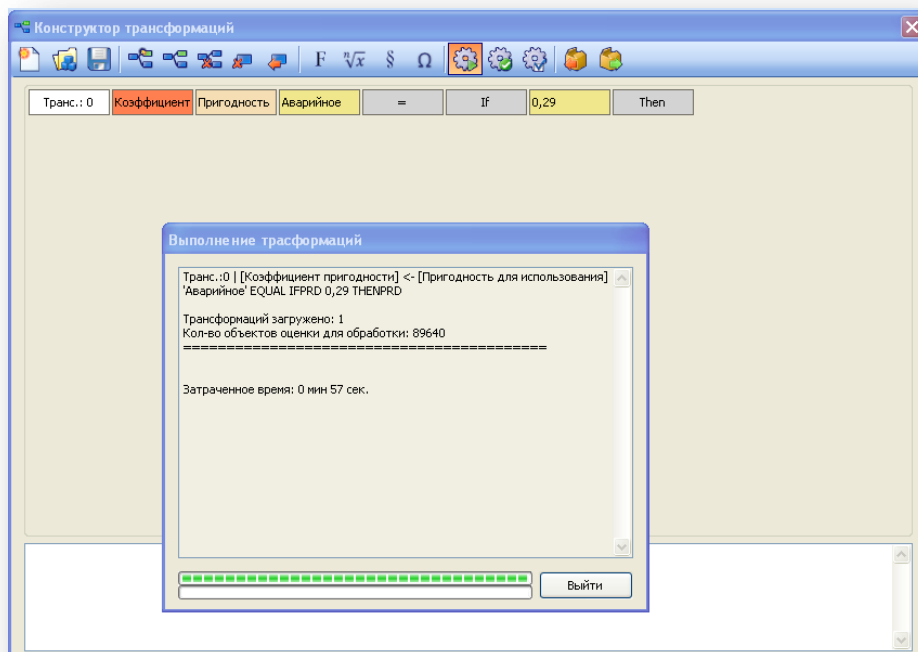 Конструктор трансформаций
F ⁿ√x § Ω
Транс.: 0 Коэффициент Пригодность Аварийное = If 0,29 Then
Выполнение трасформаций
Транс.:0 | [Коэффициент пригодности] <- [Пригодность для использования]
'Аварийное' EQUAL IFPRD 0,29 THENPRD
Трансформаций загружено: 1
Кол-во объектов оценки для обработки: 89640
==========================================
Затраченное время: 0 мин 57 сек.
Выйти